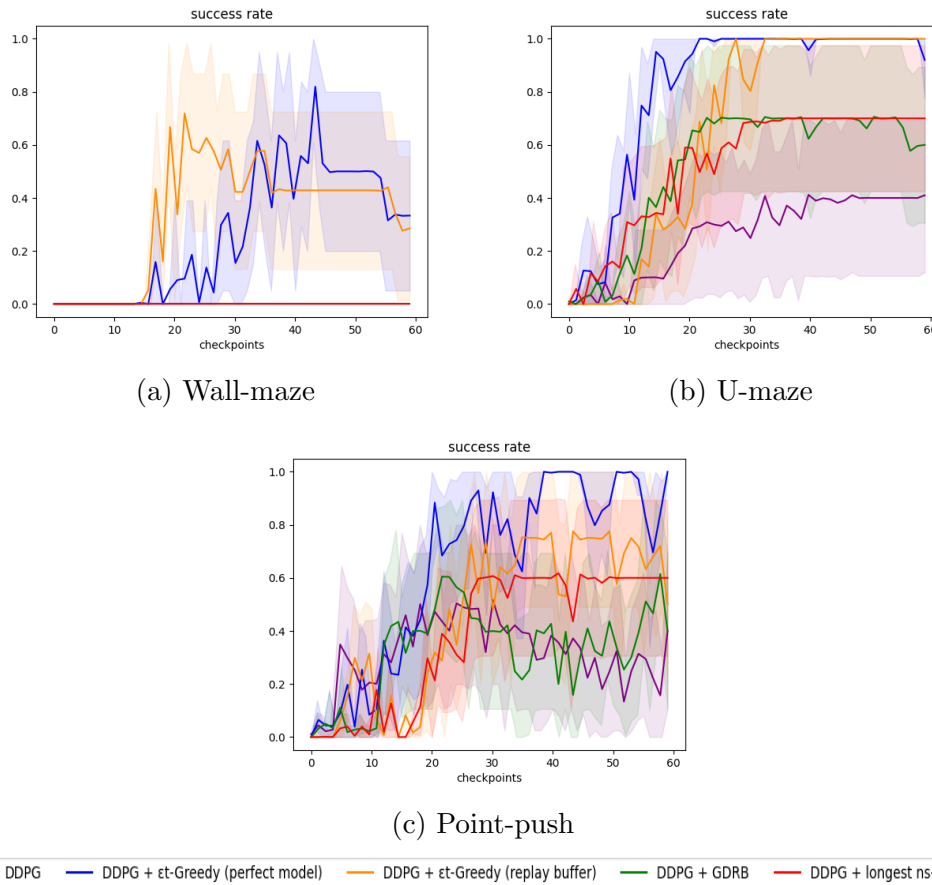 success rate
1.0
0.8
0.6
0.4
0.2
0.0
0 10 20 30 40 50 60
checkpoints
(a) Wall-maze
success rate
1.0
0.8
0.6
0.4
0.2
0.0
0 10 20 30 40 50 60
checkpoints
(b) U-maze
success rate
1.0
0.8
0.6
0.4
0.2
0.0
0 10 20 30 40 50 60
checkpoints
(c) Point-push
DDPG DDPG + εt-Greedy (perfect model) DDPG + εt-Greedy (replay buffer) DDPG + GDRB DDPG + longest ns-